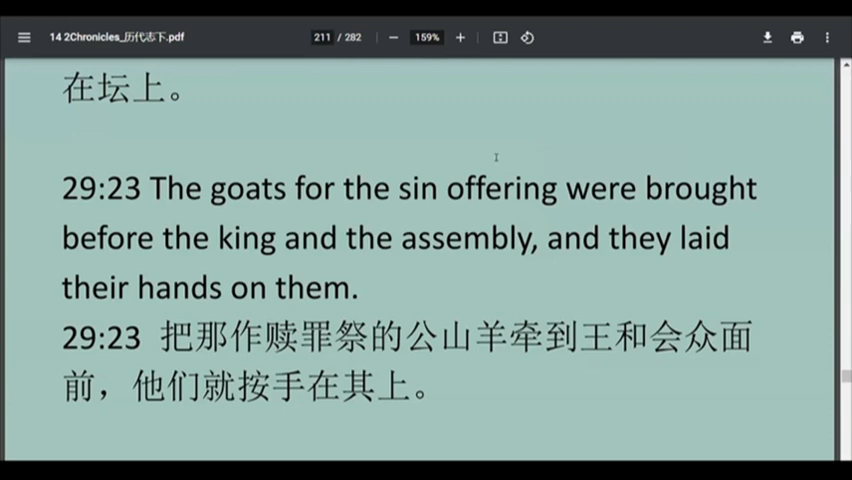 14 2Chronicles_历代志下.pdf 211 / 282 159%
在坛上。
29:23 The goats for the sin offering were brought
before the king and the assembly, and they laid
their hands on them.
29:23 把那作赎罪祭的公山羊牵到王和会众面
前，他们就按手在其上。